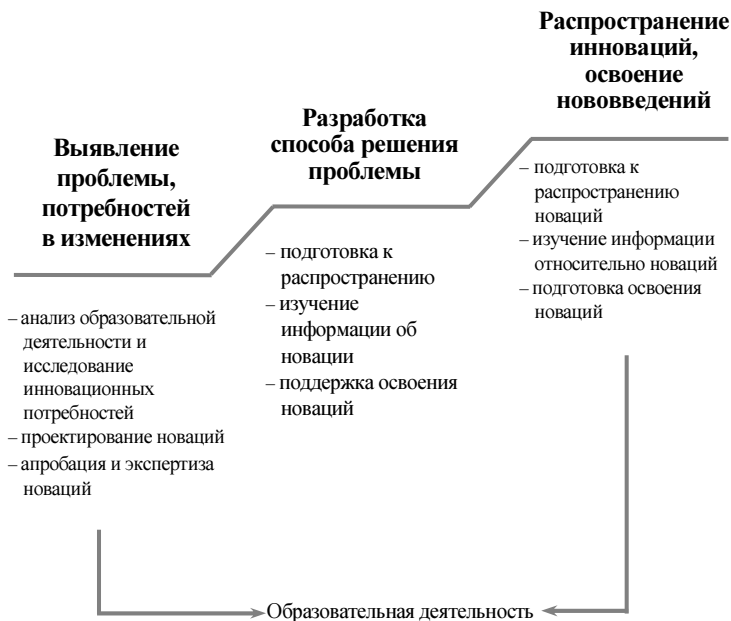 Выявление
проблемы,
потребностей
в изменениях
– анализ образовательной
деятельности и
исследование
инновационных
потребностей
– проектирование новаций
– апробация и экспертиза
новаций
Разработка
способа решения
проблемы
– подготовка к
распространению
– изучение
информации об
новации
– поддержка освоения
новаций
Распространение
инноваций,
освоение
нововведений
– подготовка к
распространению
новаций
– изучение информации
относительно новаций
– подготовка освоения
новаций
Образовательная деятельность